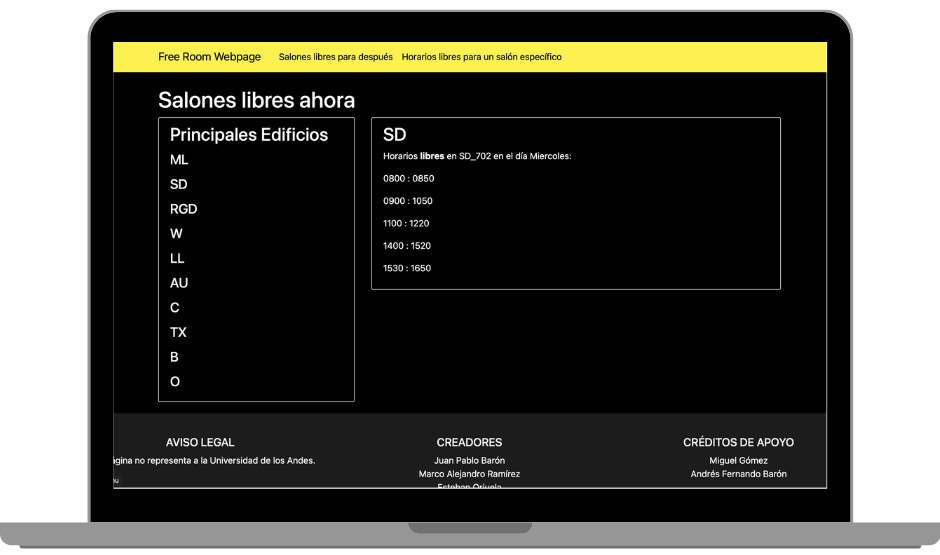 Free Room Webpage Salones libres para después Horarios libres para un salón específico
Salones libres ahora
Principales Edificios
ML
SD
RGD
W
LL
AU
C
TX
B
O
SD
Horarios libres en SD_702 en el día Miercoles:
0800 : 0850
0900 : 1050
1100 : 1220
1400 : 1520
1530 : 1650
AVISO LEGAL
ágina no representa a la Universidad de los Andes.
CREADORES
Juan Pablo Barón
Marco Alejandro Ramírez
Esteban Orjuela
CRÉDITOS DE APOYO
Miguel Gómez
Andrés Fernando Barón